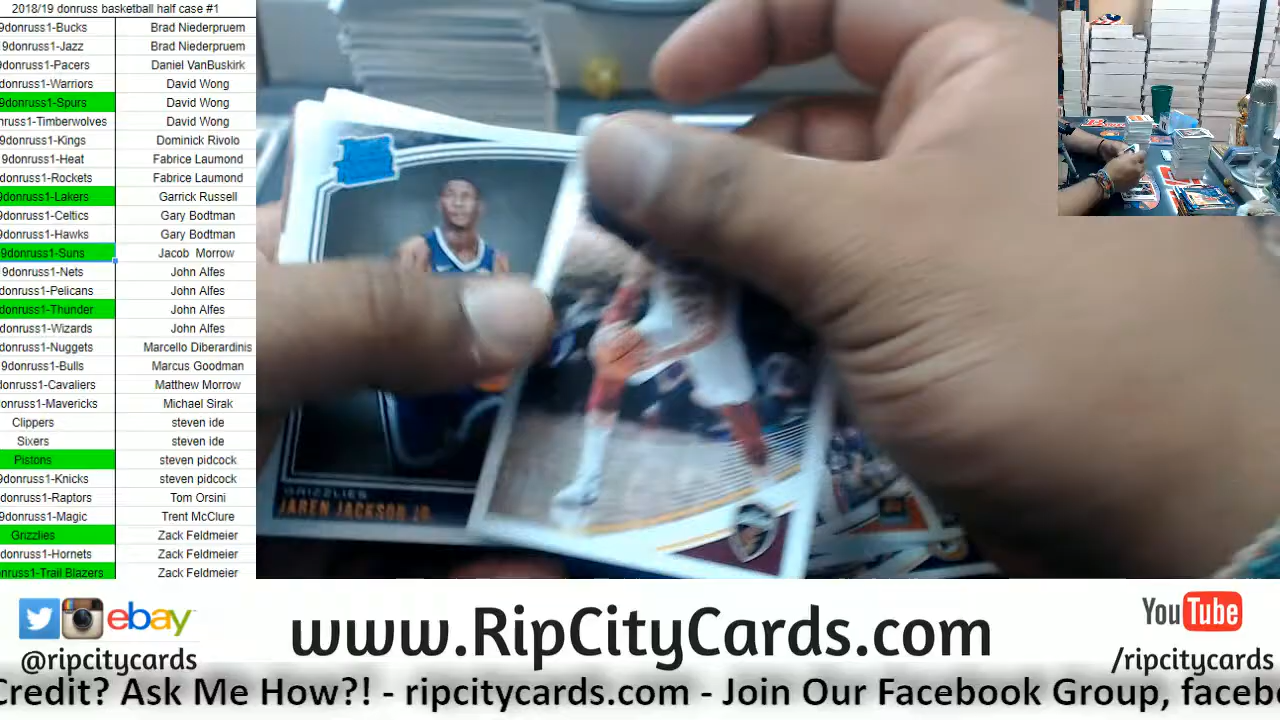 2018/19 donruss basketball half case #1
9donruss1-Bucks Brad Niederpruem
9donruss1-Jazz Brad Niederpruem
9donruss1-Pacers Daniel VanBuskirk
donruss1-Warriors David Wong
9donruss1-Spurs David Wong
nruss1-Timberwolves David Wong
9donruss1-Kings Dominick Rivolo
9donruss1-Heat Fabrice Laumond
donruss1-Rockets Fabrice Laumond
9donruss1-Lakers Garrick Russell
9donruss1-Celtics Gary Bodtman
9donruss1-Hawks Gary Bodtman
9donruss1-Suns Jacob Morrow
9donruss1-Nets John Alfes
donruss1-Pelicans John Alfes
donruss1-Thunder John Alfes
donruss1-Wizards John Alfes
donruss1-Nuggets Marcello Diberardinis
9donruss1-Bulls Marcus Goodman
donruss1-Cavaliers Matthew Morrow
onruss1-Mavericks Michael Sirak
Clippers steven ide
Sixers steven ide
Pistons steven pidcock
9donruss1-Knicks steven pidcock
donruss1-Raptors Tom Orsini
9donruss1-Magic Trent McClure
Grizzlies Zack Feldmeier
donruss1-Hornets Zack Feldmeier
nruss1-Trail Blazers Zack Feldmeier
GRIZZLIES
JAREN JACKSON JR.
ebay
@ripcitycards
www.RipCityCards.com
YouTube
/ripcitycards
Credit? Ask Me How?! - ripcitycards.com - Join Our Facebook Group, facebo